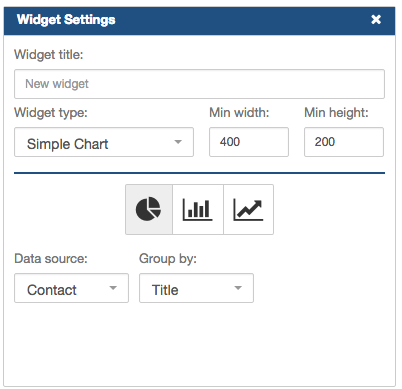 Widget Settings
Widget title:
New widget
Widget type: Min width: Min height:
Simple Chart 400 200
Data source: Group by:
Contact Title